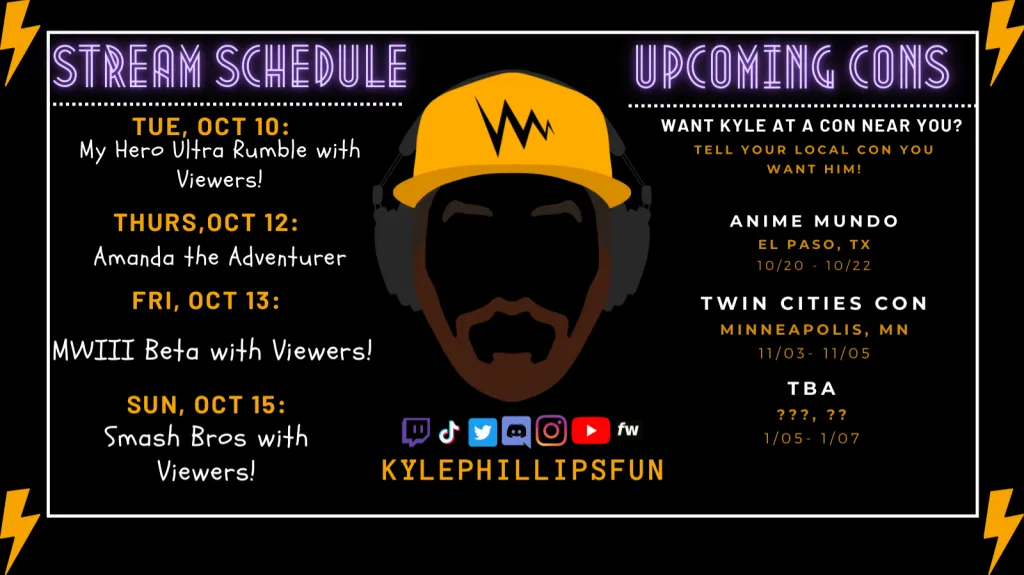 STREAM SCHEDULE
TUE, OCT 10:
My Hero Ultra Rumble with
Viewers!
THURS,OCT 12:
Amanda the Adventurer
FRI, OCT 13:
MWIII Beta with Viewers!
SUN, OCT 15:
Smash Bros with
Viewers!
fw
KYLEPHILLIPSFUN
UPCOMING CONS
WANT KYLE AT A CON NEAR YOU?
TELL YOUR LOCAL CON YOU
WANT HIM!
ANIME MUNDO
EL PASO, TX
10/20 - 10/22
TWIN CITIES CON
MINNEAPOLIS, MN
11/03- 11/05
TBA
???, ??
1/05- 1/07